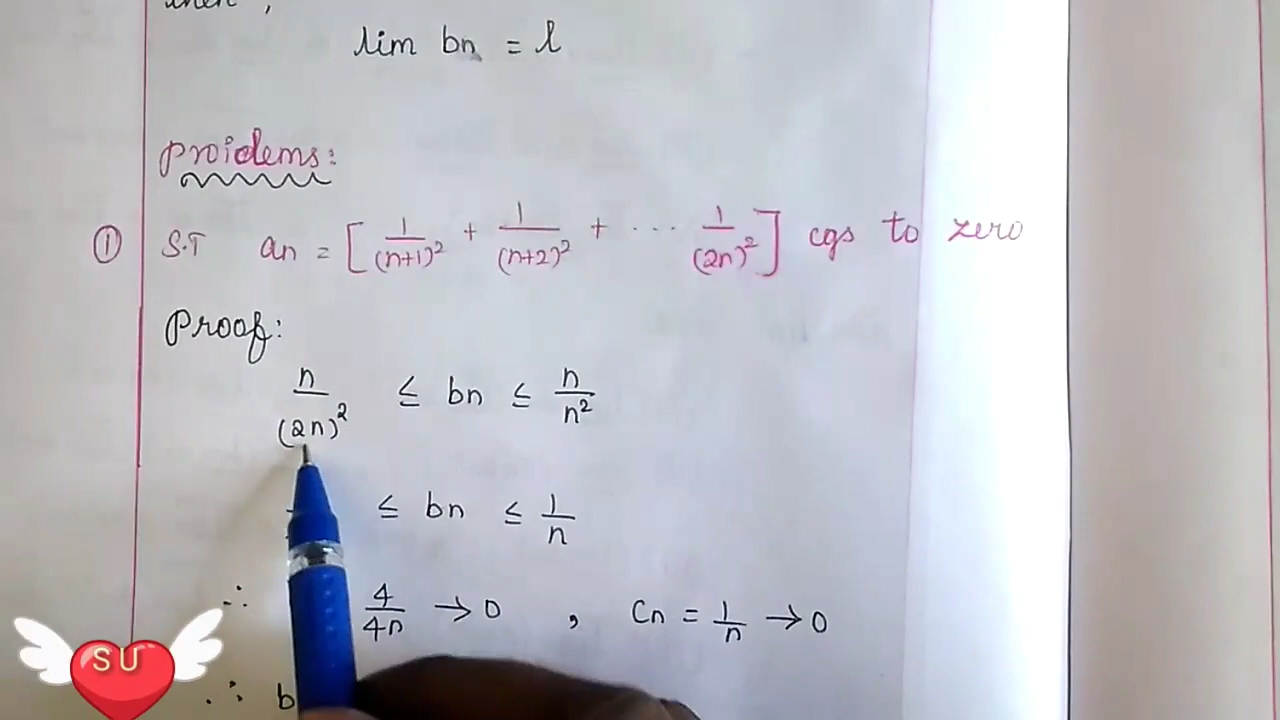 then,
lim bn = l
Problems:
① S.T an = [1/(n+1)² + 1/(n+2)² + ... 1/(2n)²] cgs to zero
Proof:
n/(2n)² ≤ bn ≤ n/n²
≤ bn ≤ 1/n
∴ 4/4n → 0 , Cn = 1/n → 0
∴ b
SU